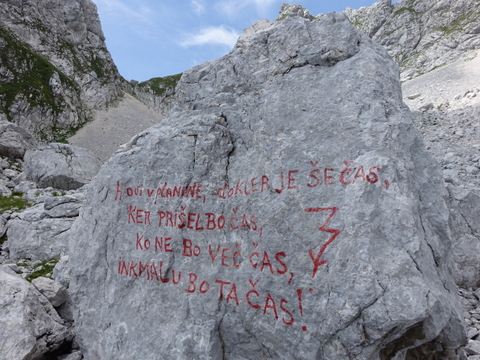 HODI V PLANINE, DOKLER JE ŠE ČAS,
KER PRIŠEL BO ČAS,
KO NE BO VEČ ČAS,
IN KMALU BO TA ČAS!